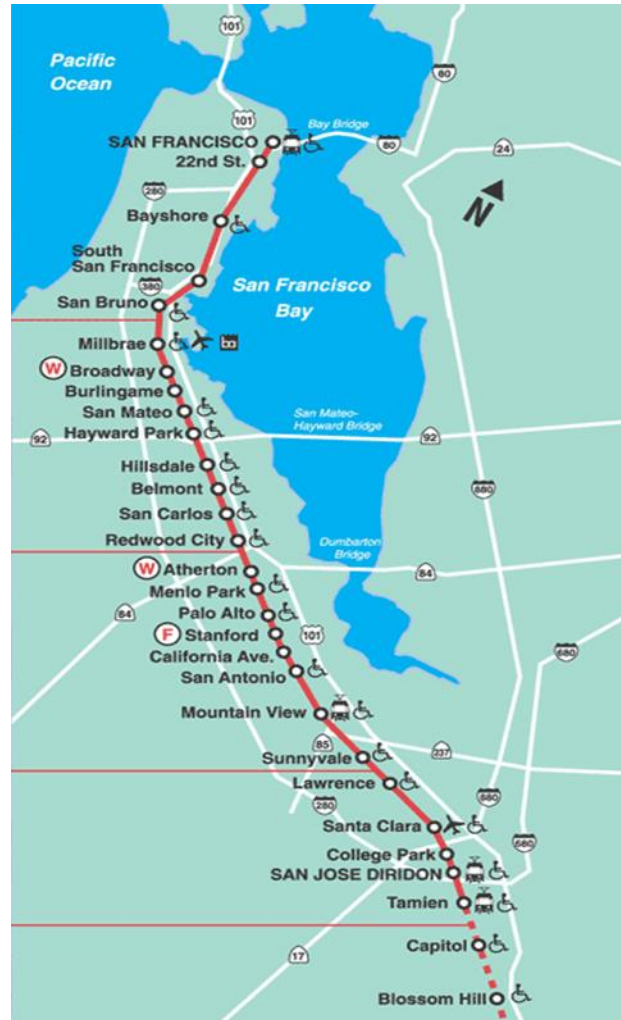 101
Pacific
Ocean
80
101
Bay Bridge
SAN FRANCISCO
80
22nd St.
24
280
N
Bayshore
South
San Francisco
380
San Francisco
Bay
San Bruno
Millbrae
W Broadway
Burlingame
San Mateo
San Mateo-
Hayward Bridge
Hayward Park
92
92
Hillsdale
Belmont
880
San Carlos
Redwood City
Dumbarton
Bridge
W Atherton
84
Menlo Park
84
Palo Alto
F Stanford
101
California Ave.
680
680
San Antonio
Mountain View
85
237
Sunnyvale
Lawrence
280
680
Santa Clara
College Park
680
SAN JOSE DIRIDON
Tamien
Capitol
17
Blossom Hill